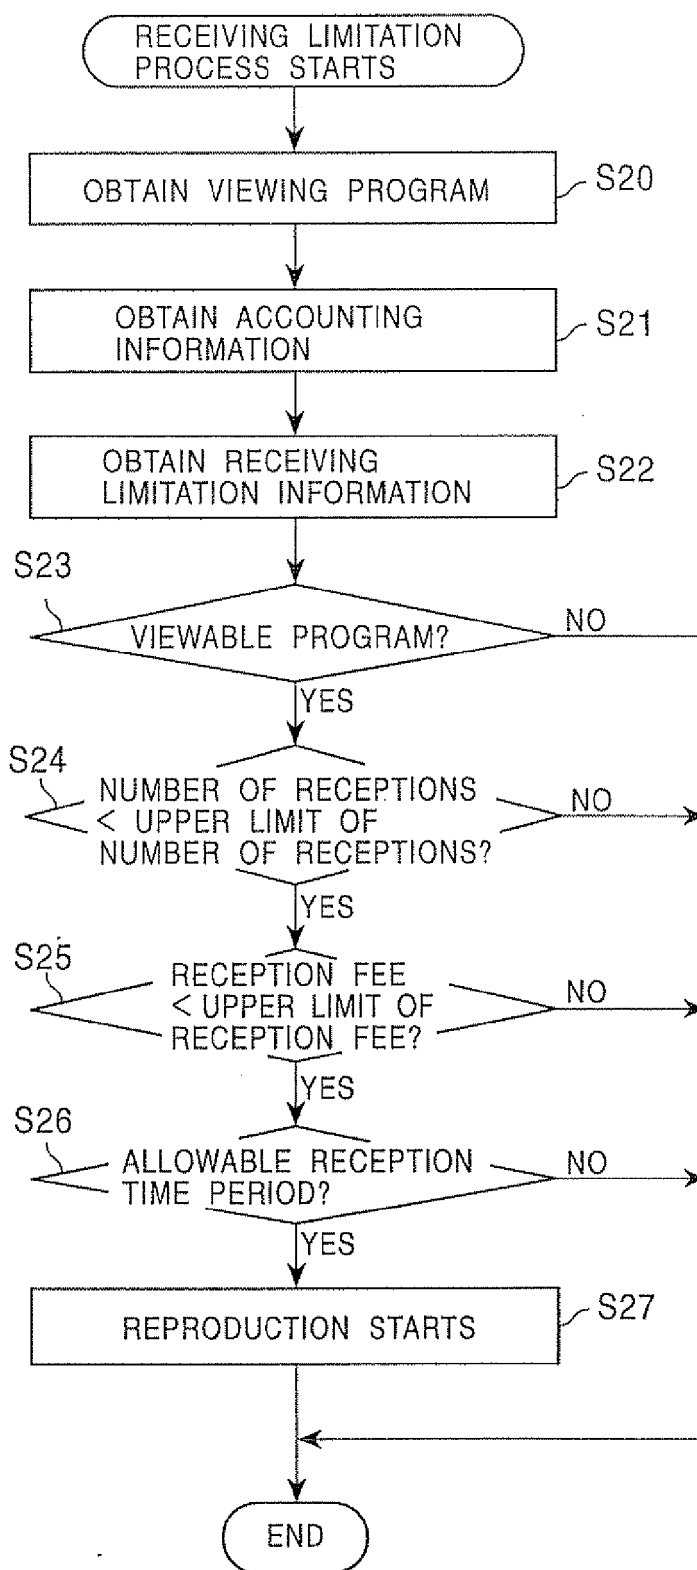 RECEIVING LIMITATION
PROCESS STARTS
OBTAIN VIEWING PROGRAM
S20
OBTAIN ACCOUNTING
INFORMATION
S21
OBTAIN RECEIVING
LIMITATION INFORMATION
S22
S23
VIEWABLE PROGRAM?
NO
YES
S24
NUMBER OF RECEPTIONS
< UPPER LIMIT OF
NUMBER OF RECEPTIONS?
NO
YES
S25
RECEPTION FEE
< UPPER LIMIT OF
RECEPTION FEE?
NO
YES
S26
ALLOWABLE RECEPTION
TIME PERIOD?
NO
YES
REPRODUCTION STARTS
S27
END